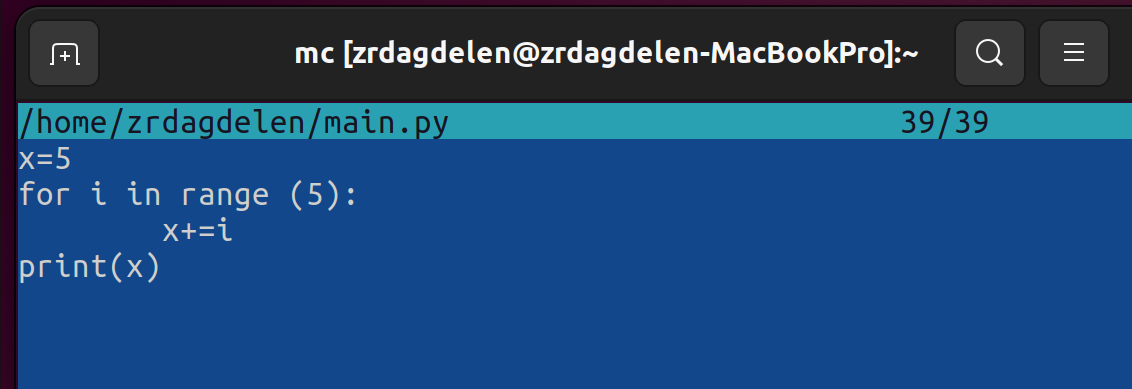 mc [zrdagdelen@zrdagdelen-MacBookPro]:~
/home/zrdagdelen/main.py 39/39
x=5
for i in range (5):
        x+=i
print(x)